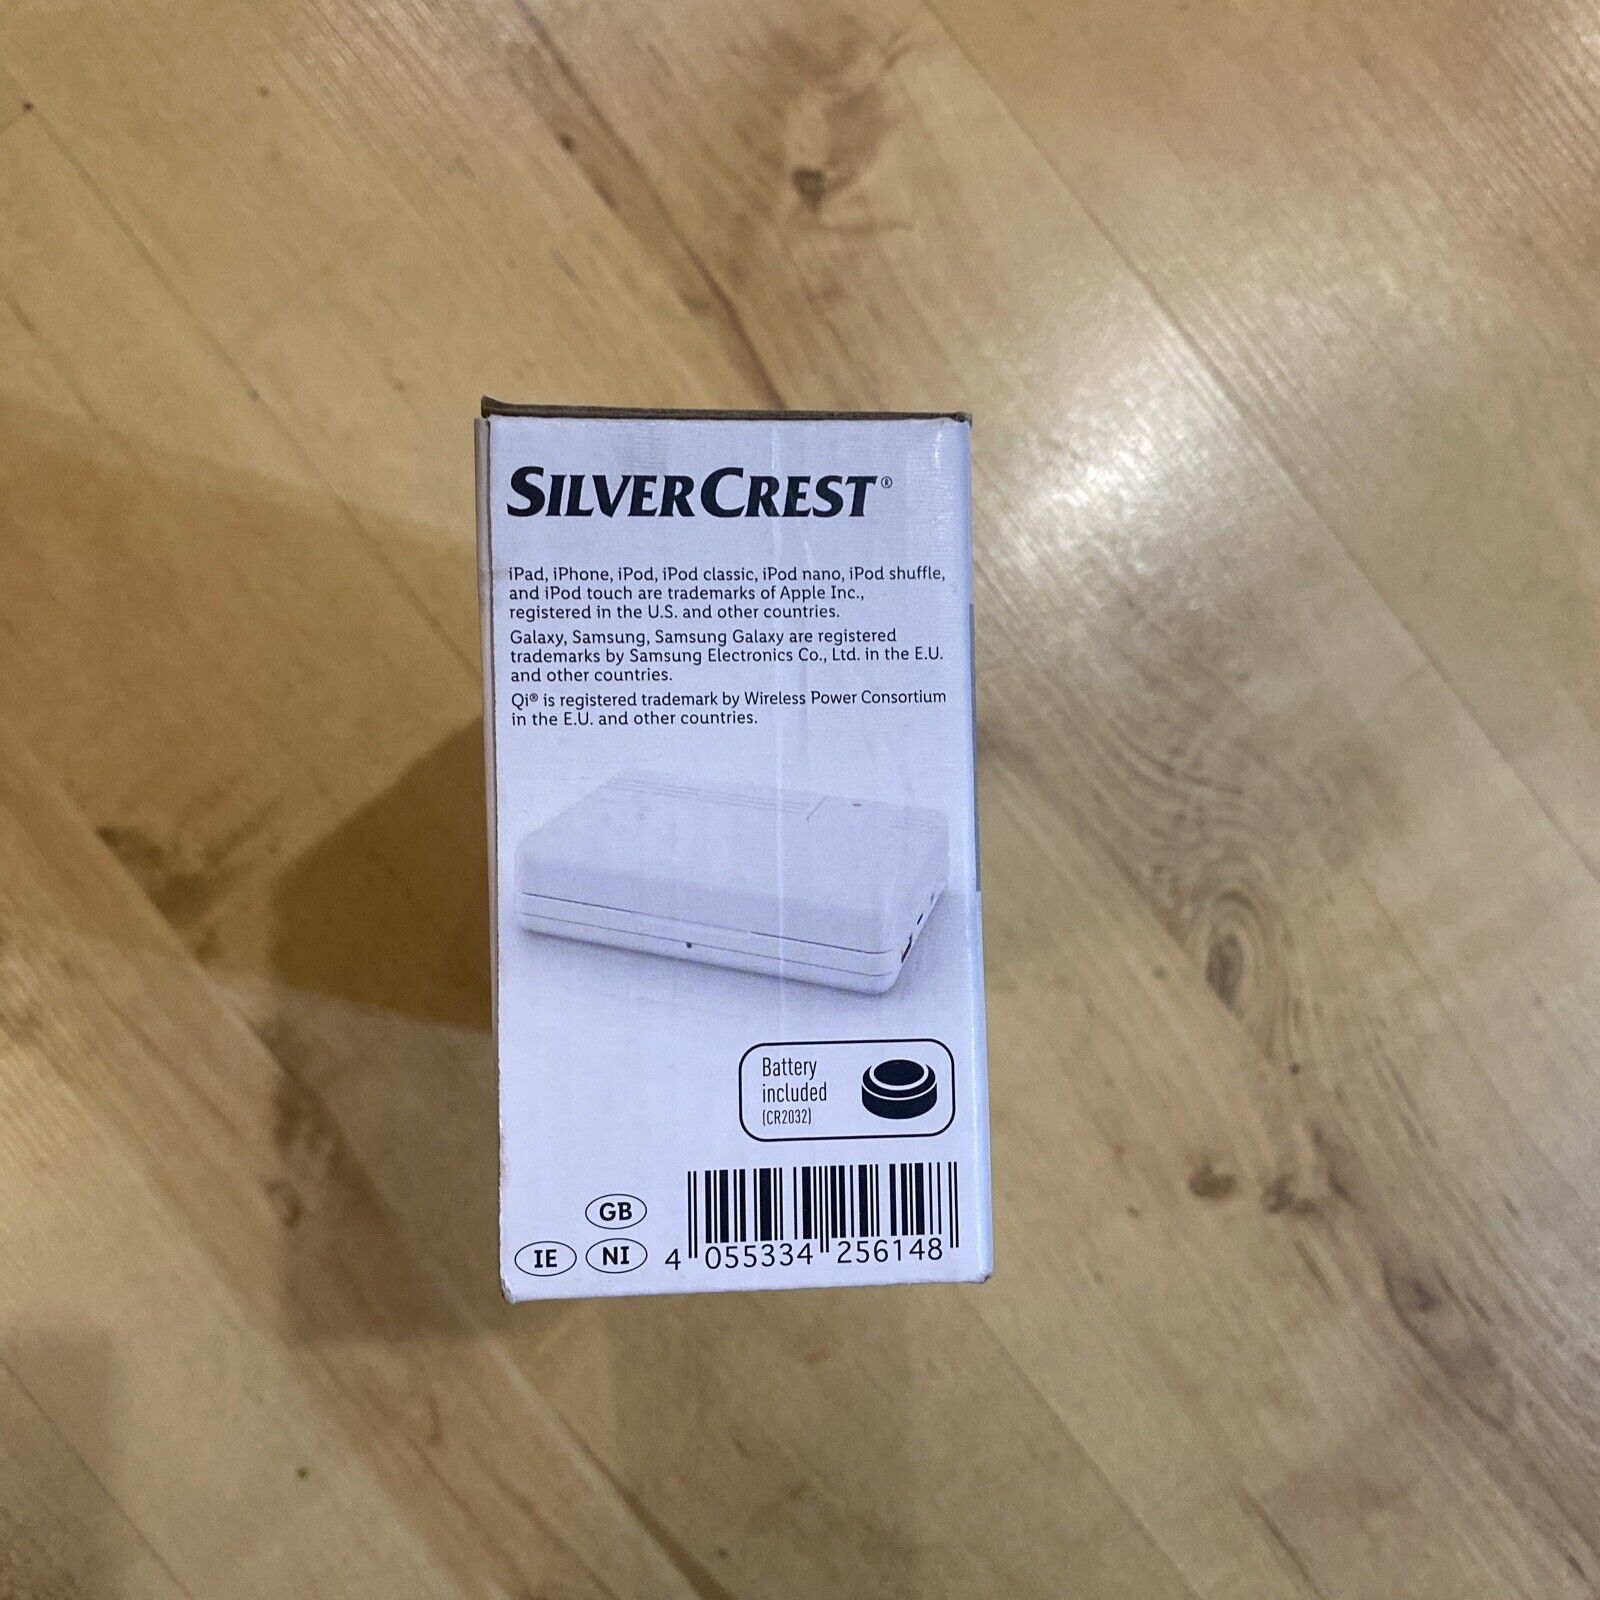 SILVERCREST®
iPad, iPhone, iPod, iPod classic, iPod nano, iPod shuffle,
and iPod touch are trademarks of Apple Inc.,
registered in the U.S. and other countries.
Galaxy, Samsung, Samsung Galaxy are registered
trademarks by Samsung Electronics Co., Ltd. in the E.U.
and other countries.
Qi® is registered trademark by Wireless Power Consortium
in the E.U. and other countries.
Battery
included
(CR2032)
GB
IE NI
4 055334 256148